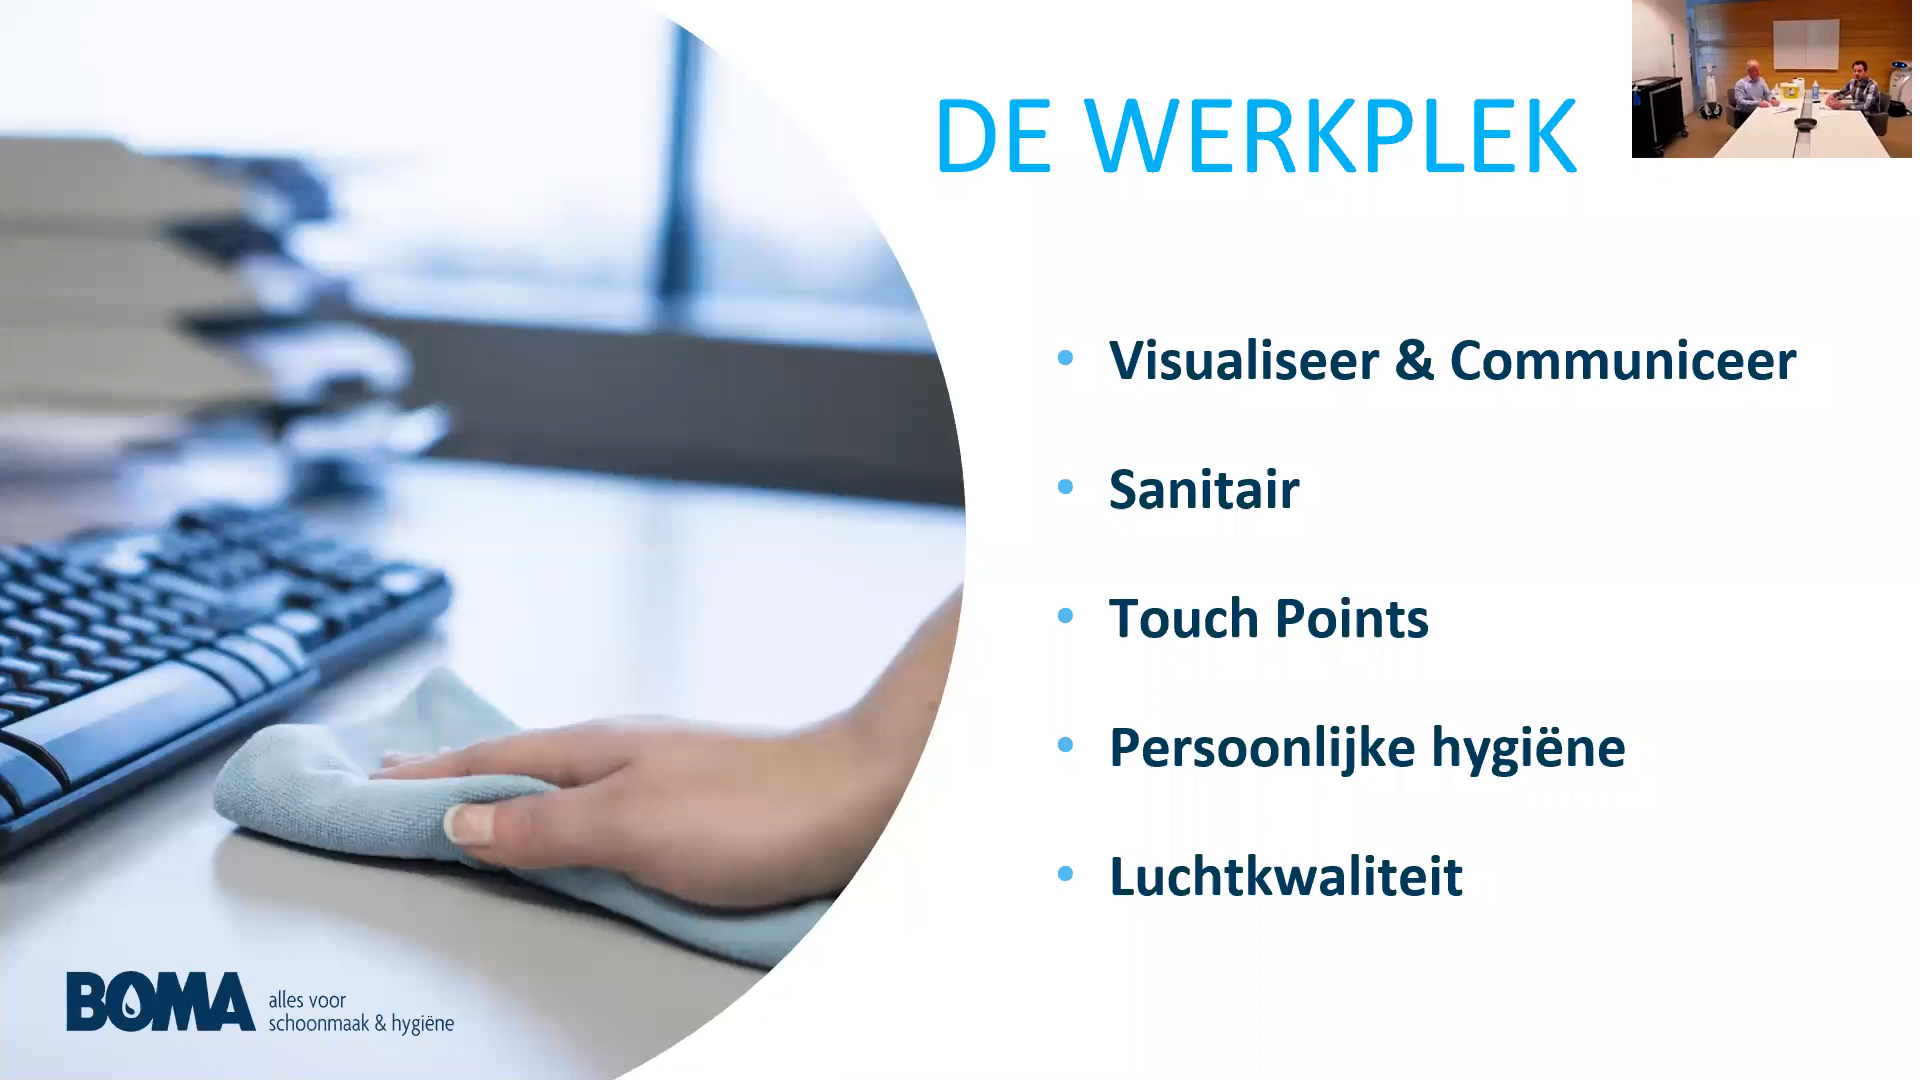 DE WERKPLEK
• Visualiseer & Communiceer
• Sanitair
• Touch Points
• Persoonlijke hygiëne
• Luchtkwaliteit
BOMA
alles voor
schoonmaak & hygiëne